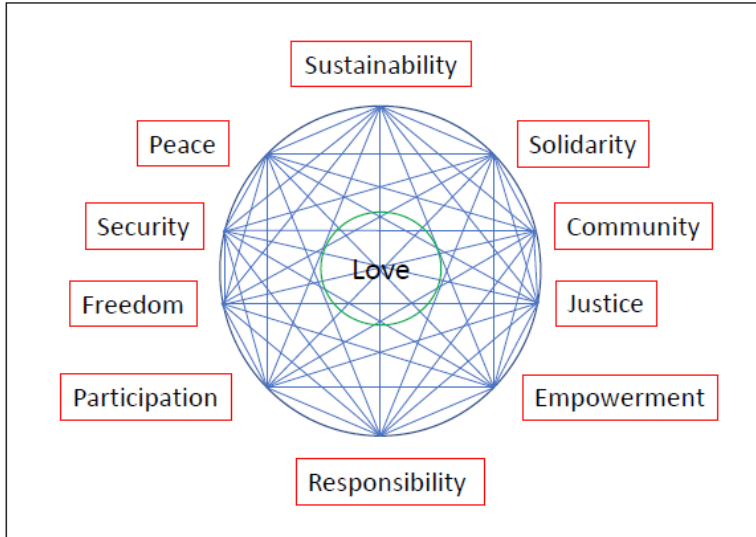 Sustainability
Peace
Solidarity
Security
Community
Love
Freedom
Justice
Participation
Empowerment
Responsibility